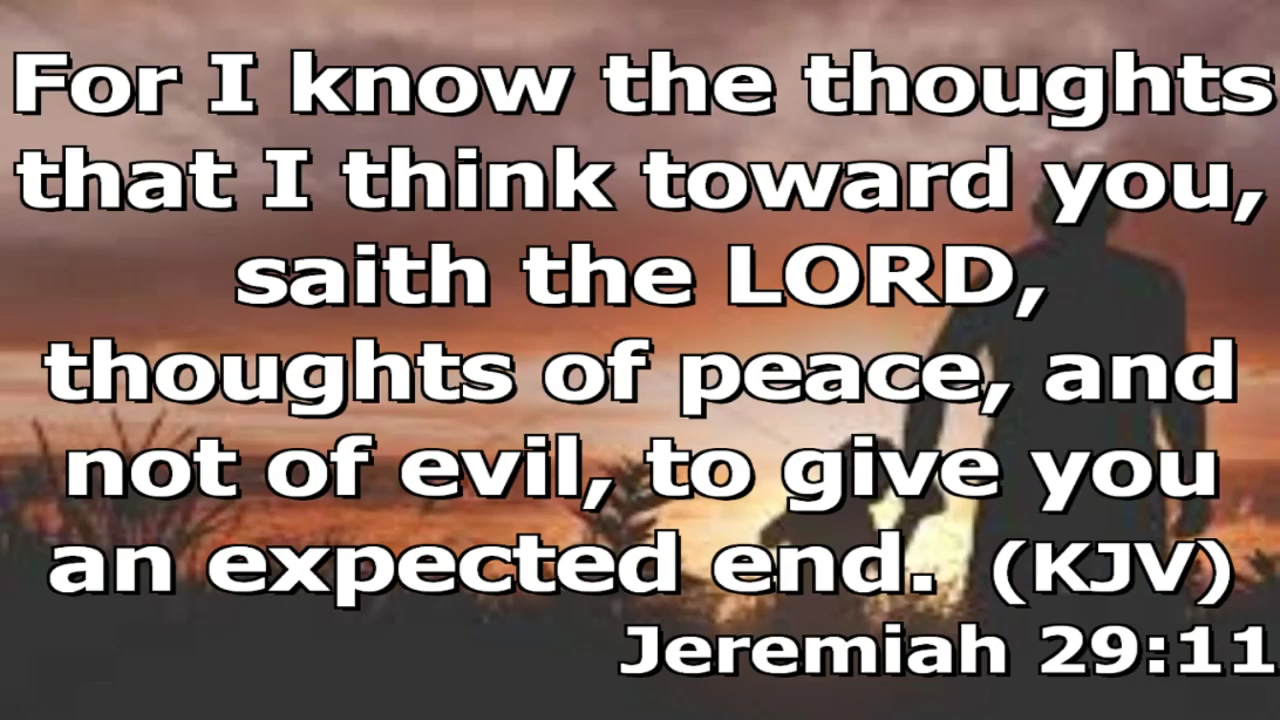 For I know the thoughts
that I think toward you,
saith the LORD,
thoughts of peace, and
not of evil, to give you
an expected end. (KJV)
Jeremiah 29:11